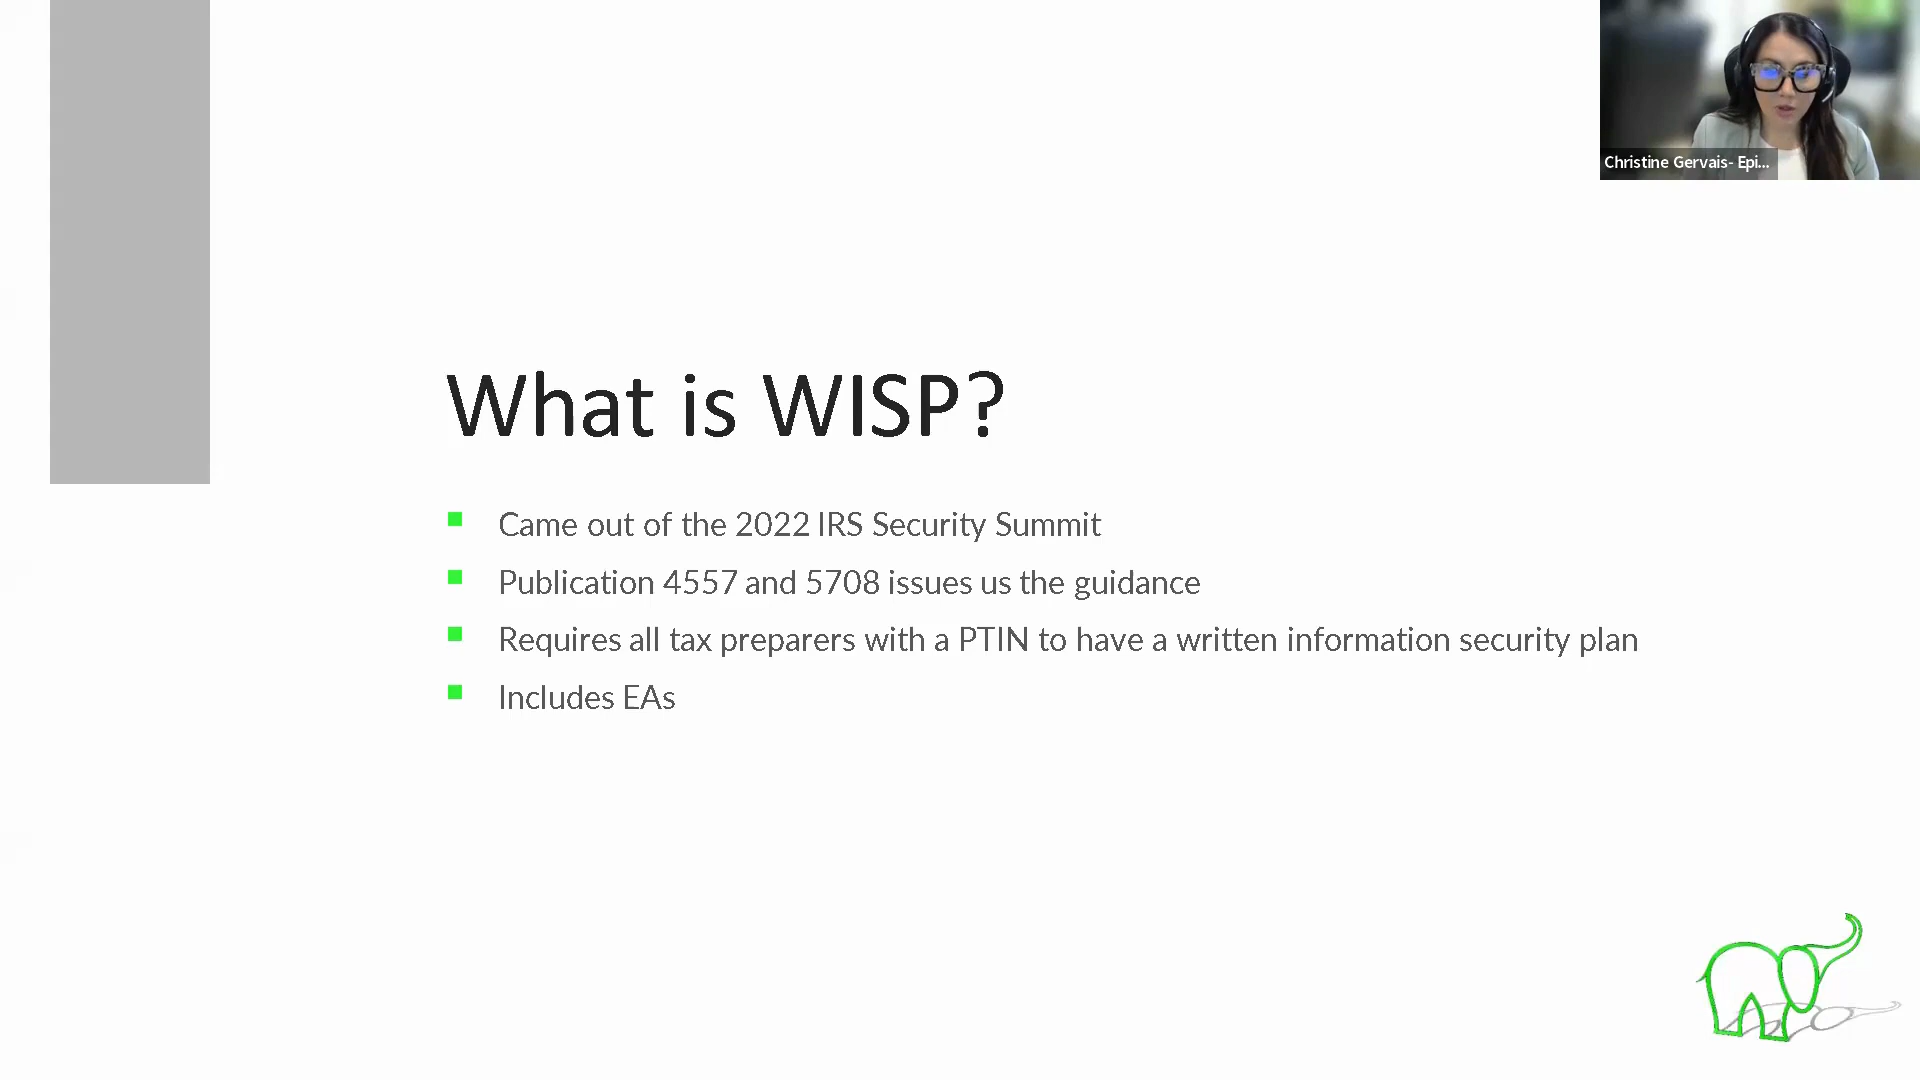 Christine Gervais- Epi...
What is WISP?
Came out of the 2022 IRS Security Summit
Publication 4557 and 5708 issues us the guidance
Requires all tax preparers with a PTIN to have a written information security plan
Includes EAs